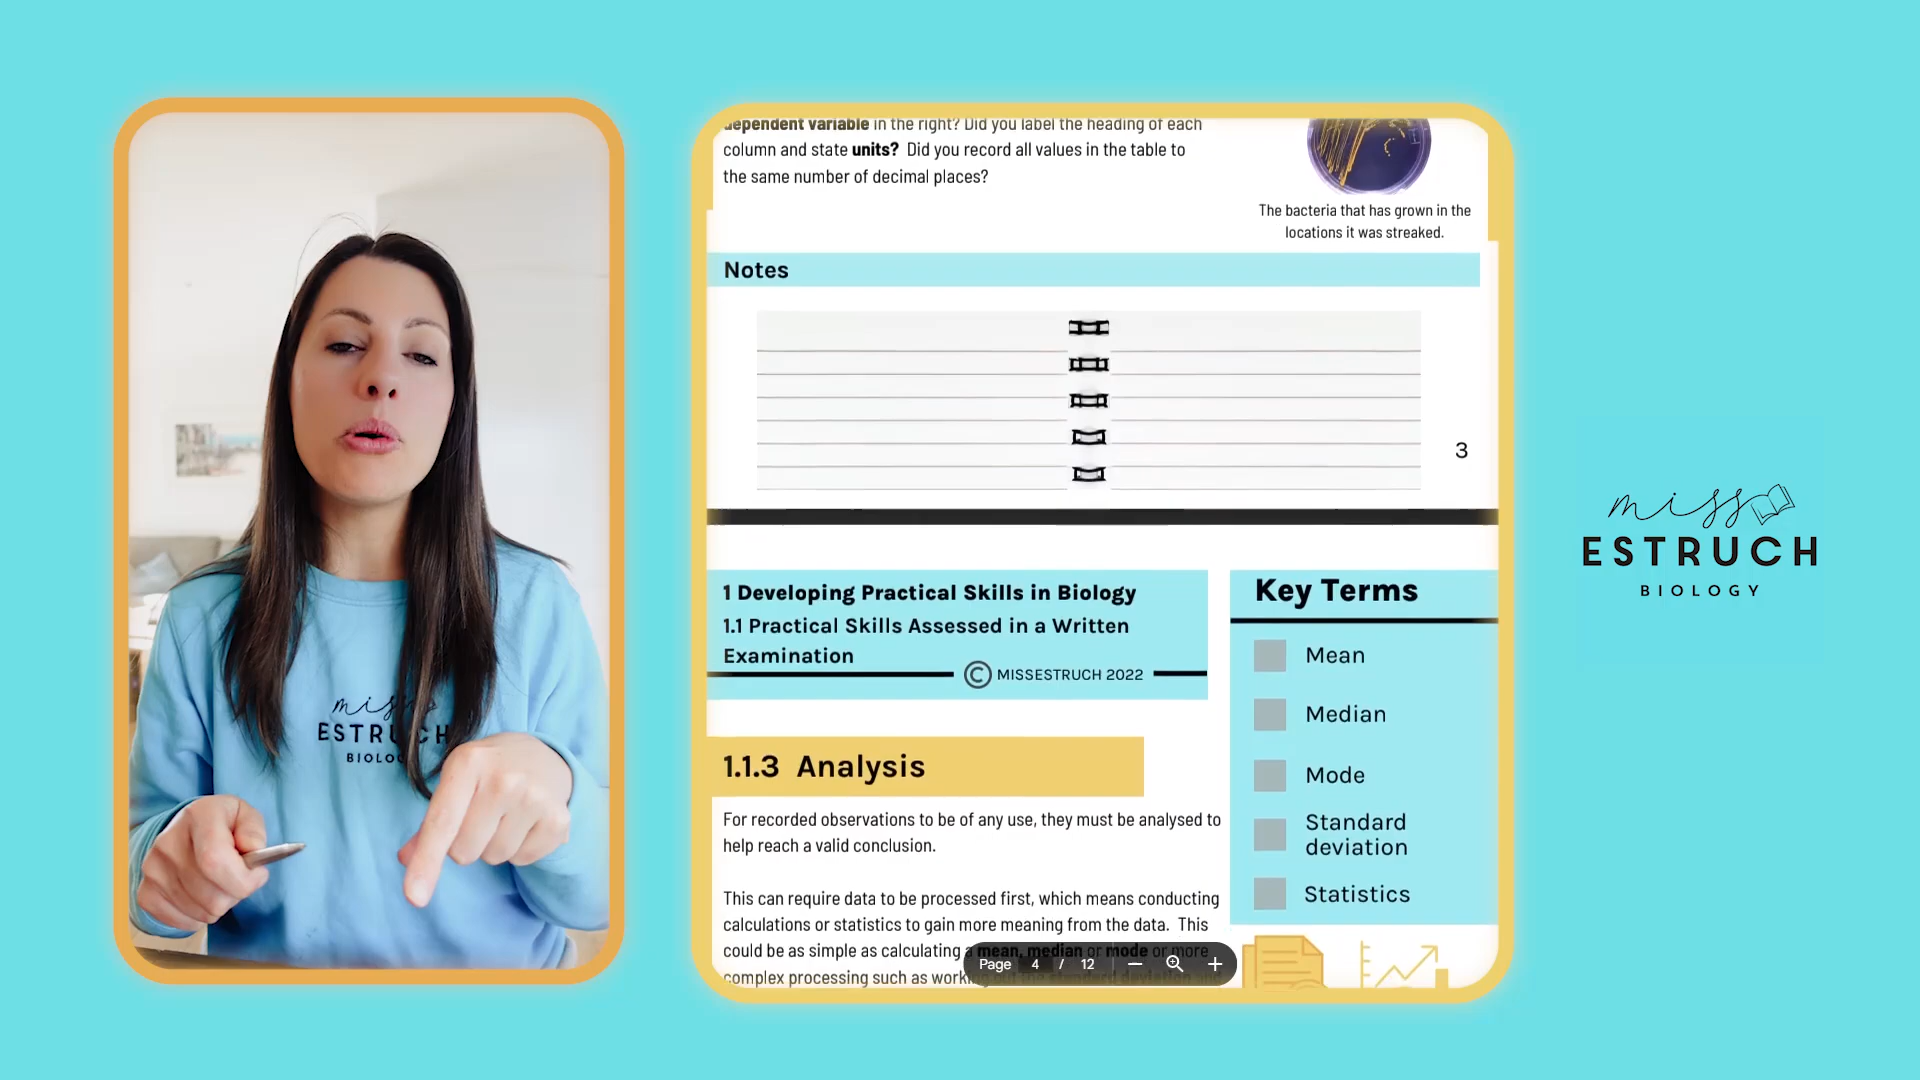 dependent variable in the right? Did you label the heading of each
column and state units? Did you record all values in the table to
the same number of decimal places?
The bacteria that has grown in the
locations it was streaked.
Notes
3
1 Developing Practical Skills in Biology
1.1 Practical Skills Assessed in a Written
Examination
© MISSESTRUCH 2022
Key Terms
Mean
Median
Mode
Standard
deviation
Statistics
1.1.3 Analysis
For recorded observations to be of any use, they must be analysed to
help reach a valid conclusion.
This can require data to be processed first, which means conducting
calculations or statistics to gain more meaning from the data. This
could be as simple as calculating a mean, median or mode or more
complex processing such as working out the standard deviation and
Page 4 / 12
miss
ESTRUCH
BIOLOGY
miss
ESTRUCH
BIOLOG